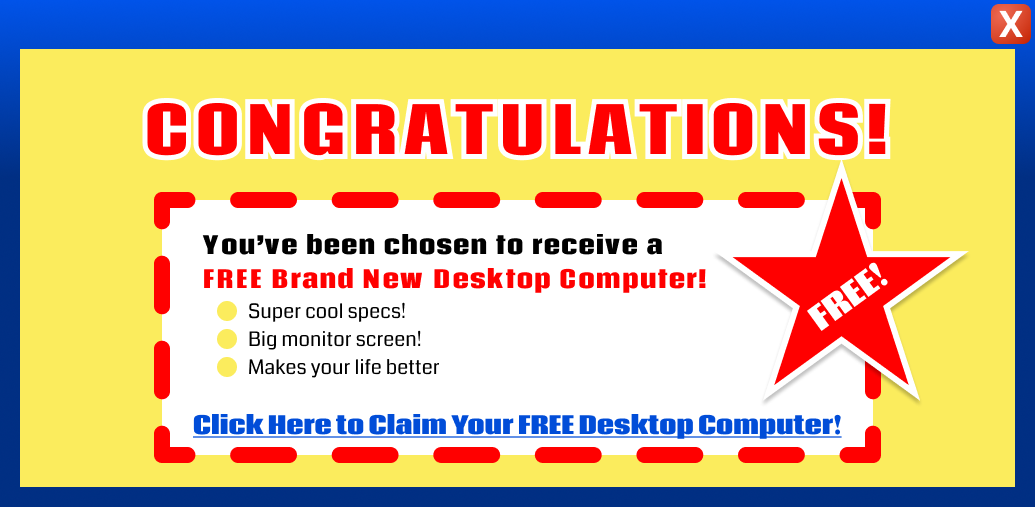 X
CONGRATULATIONS!
You've been chosen to receive a
FREE Brand New Desktop Computer!
Super cool specs!
Big monitor screen!
Makes your life better
FREE!
Click Here to Claim Your FREE Desktop Computer!